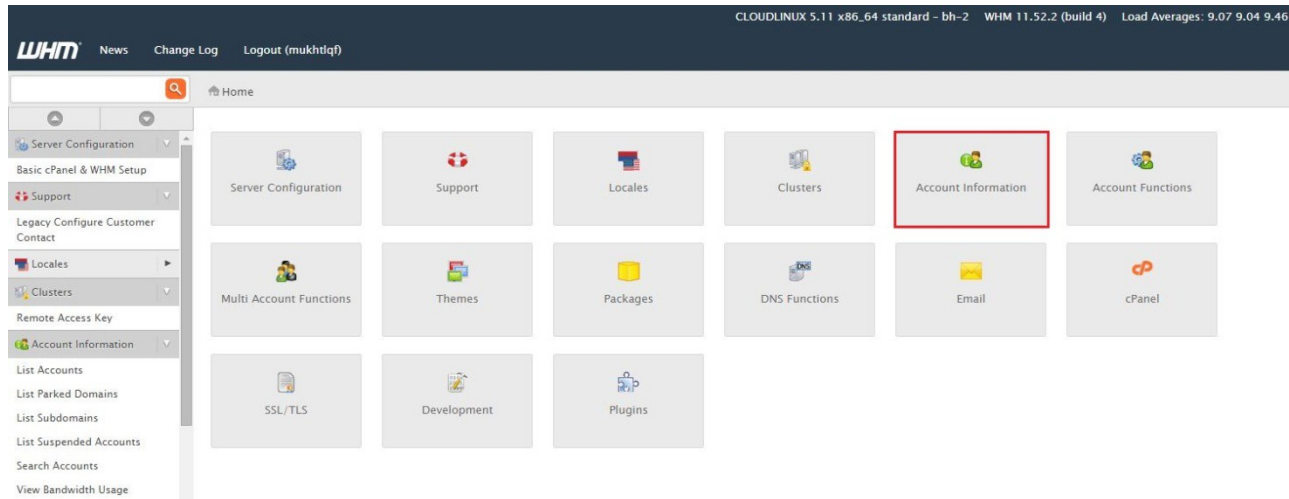 CLOUDLINUX 5.11 x86_64 standard – bh-2 WHM 11.52.2 (build 4) Load Averages: 9.07 9.04 9.46
WHM News Change Log Logout (mukhtlqf)
Home
Server Configuration
Basic cPanel & WHM Setup
Support
Legacy Configure Customer
Contact
Locales
Clusters
Remote Access Key
Account Information
List Accounts
List Parked Domains
List Subdomains
List Suspended Accounts
Search Accounts
View Bandwidth Usage
Server Configuration Support Locales Clusters Account Information Account Functions
DNS
Multi Account Functions Themes Packages DNS Functions Email cPanel
SSL/TLS Development Plugins